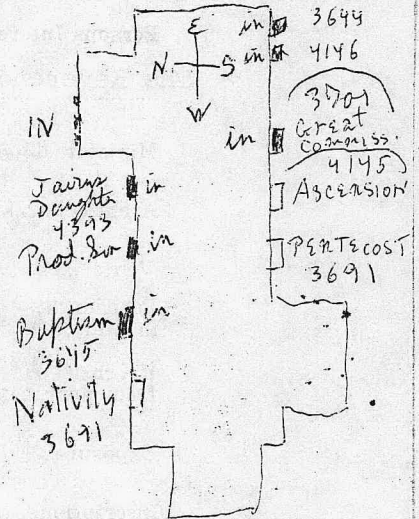 in 3644
E
in 4146
N S
W
3701
in Great
Commiss.
4145
IN
Jairus
Daughter
4393
in
ASCENSION
Prod. Son
in
PENTECOST
3691
Baptism
3645
in
Nativity
3691